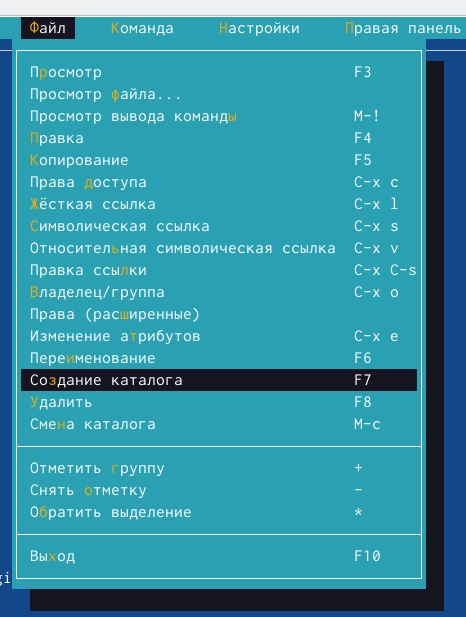 Файл Команда Настройки Правая панель
Просмотр F3
Просмотр файла...
Просмотр вывода команды M-!
Правка F4
Копирование F5
Права доступа C-x c
Жёсткая ссылка C-x l
Символическая ссылка C-x s
Относительная символическая ссылка C-x v
Правка ссылки C-x C-s
Владелец/группа C-x o
Права (расширенные)
Изменение атрибутов C-x e
Переименование F6
Создание каталога F7
Удалить F8
Смена каталога M-c
Отметить группу +
Снять отметку -
Обратить выделение *
Выход F10
gi